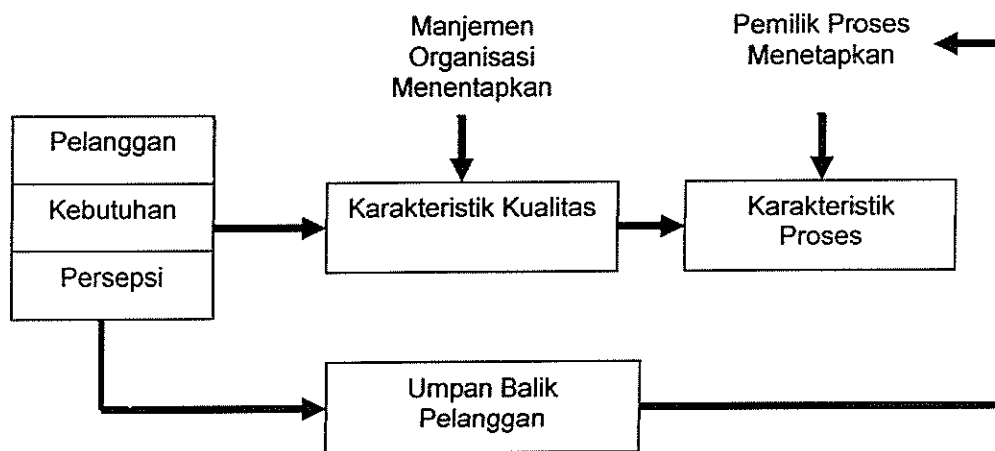 Manjemen
Organisasi
Menentapkan
Pemilik Proses
Menetapkan
Pelanggan
Kebutuhan
Persepsi
Karakteristik Kualitas
Karakteristik
Proses
Umpan Balik
Pelanggan